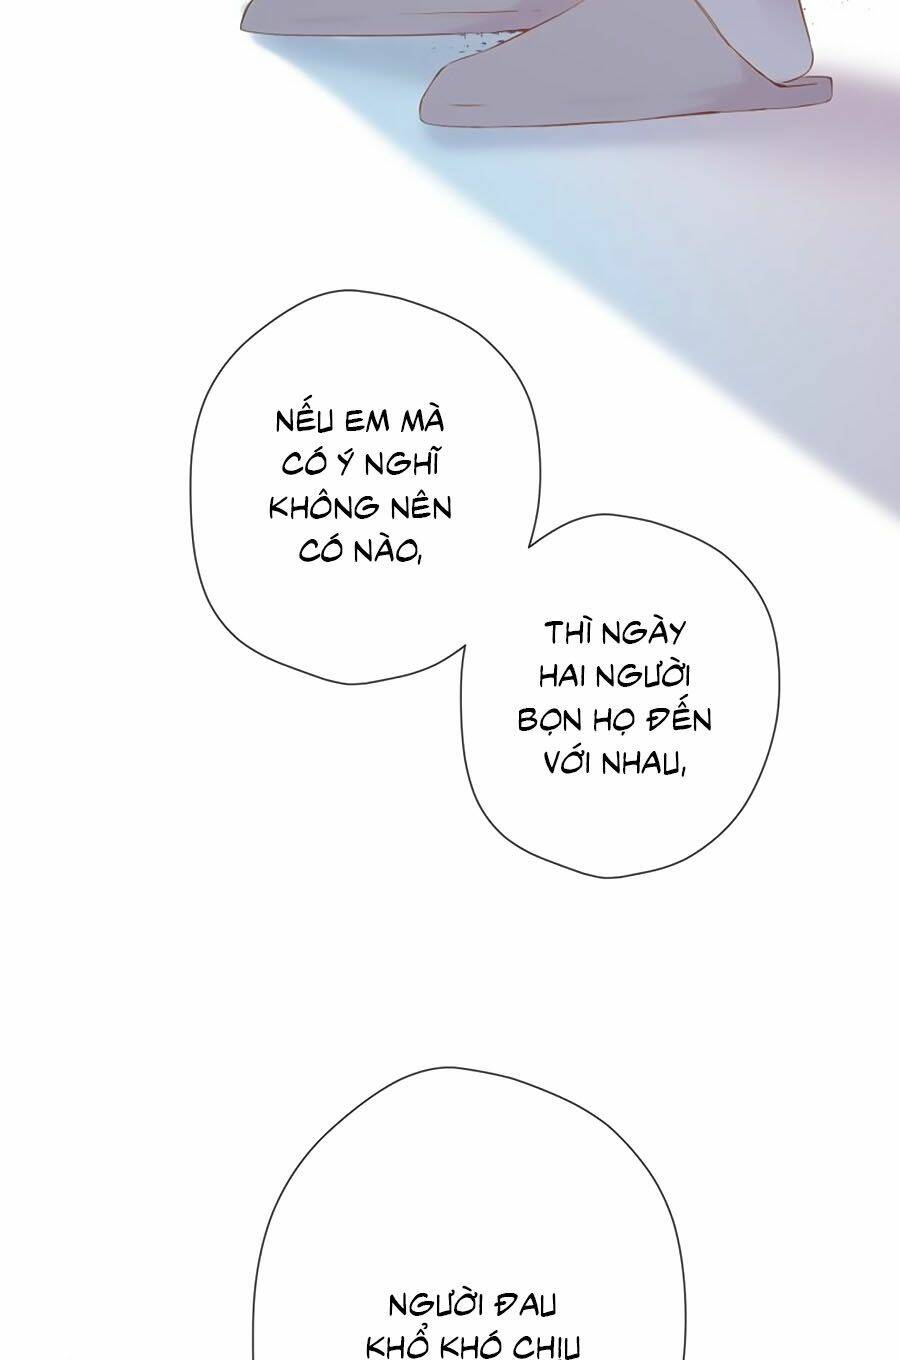 NẾU EM MÀ
CÓ Ý NGHĨ
KHÔNG NÊN
CÓ NÀO,
THÌ NGÀY
HAI NGƯỜI
BỌN HỌ ĐẾN
VỚI NHAU,
NGƯỜI ĐAU
KHỔ KHÓ CHỊU